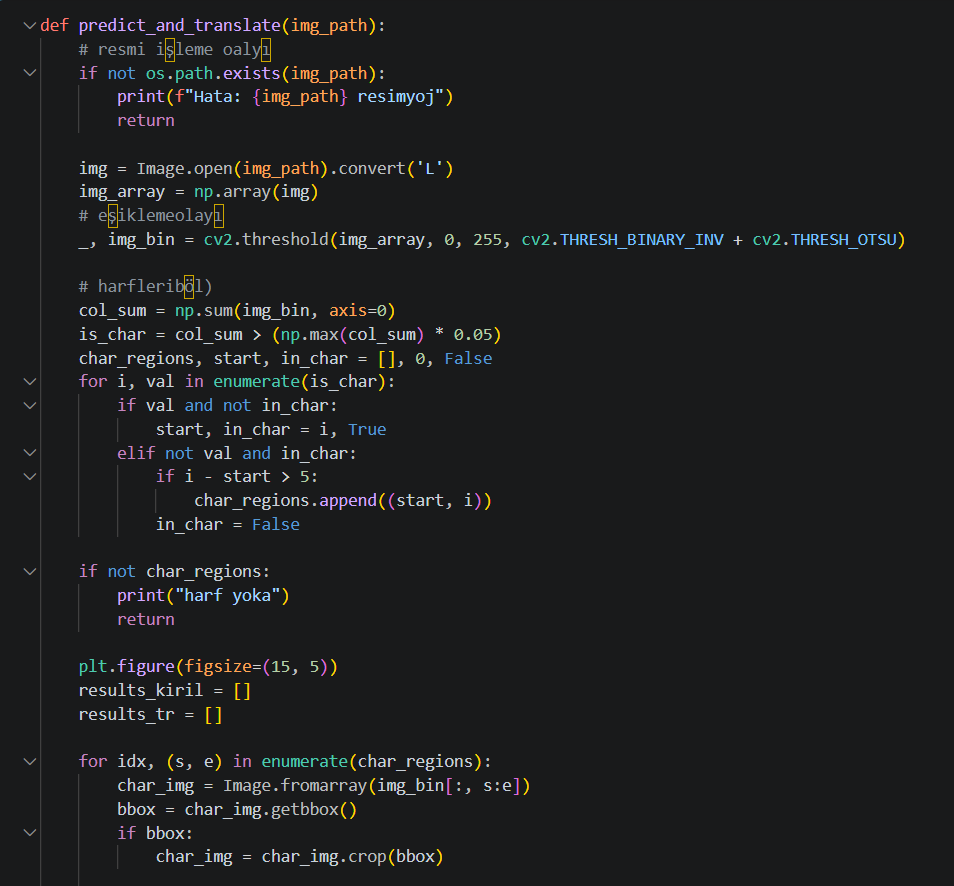 def predict_and_translate(img_path):
    # resmi işleme oalyı
    if not os.path.exists(img_path):
        print(f"Hata: {img_path} resimyoj")
        return

    img = Image.open(img_path).convert('L')
    img_array = np.array(img)
    # eşiklemeolayı
    _, img_bin = cv2.threshold(img_array, 0, 255, cv2.THRESH_BINARY_INV + cv2.THRESH_OTSU)

    # harfleriböl)
    col_sum = np.sum(img_bin, axis=0)
    is_char = col_sum > (np.max(col_sum) * 0.05)
    char_regions, start, in_char = [], 0, False
    for i, val in enumerate(is_char):
        if val and not in_char:
            start, in_char = i, True
        elif not val and in_char:
            if i - start > 5:
                char_regions.append((start, i))
            in_char = False

    if not char_regions:
        print("harf yoka")
        return

    plt.figure(figsize=(15, 5))
    results_kiril = []
    results_tr = []

    for idx, (s, e) in enumerate(char_regions):
        char_img = Image.fromarray(img_bin[:, s:e])
        bbox = char_img.getbbox()
        if bbox:
            char_img = char_img.crop(bbox)